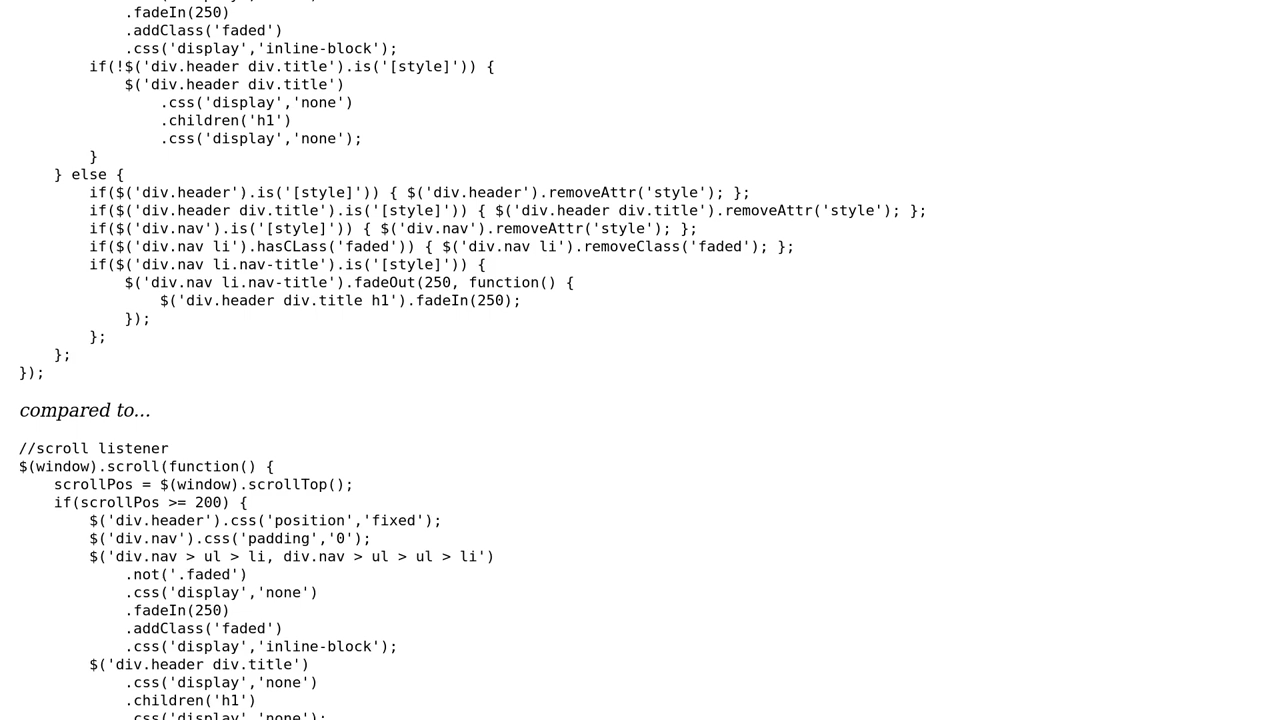 .fadeIn(250)
            .addClass('faded')
            .css('display','inline-block');
        if(!$('div.header div.title').is('[style]')) {
            $('div.header div.title')
                .css('display','none')
                .children('h1')
                .css('display','none');
        }
    } else {
        if($('div.header').is('[style]')) { $('div.header').removeAttr('style'); };
        if($('div.header div.title').is('[style]')) { $('div.header div.title').removeAttr('style'); };
        if($('div.nav').is('[style]')) { $('div.nav').removeAttr('style'); };
        if($('div.nav li').hasCLass('faded')) { $('div.nav li').removeClass('faded'); };
        if($('div.nav li.nav-title').is('[style]')) {
            $('div.nav li.nav-title').fadeOut(250, function() {
                $('div.header div.title h1').fadeIn(250);
            });
        };
    };
});
compared to...
//scroll listener
$(window).scroll(function() {
    scrollPos = $(window).scrollTop();
    if(scrollPos >= 200) {
        $('div.header').css('position','fixed');
        $('div.nav').css('padding','0');
        $('div.nav > ul > li, div.nav > ul > ul > li')
            .not('.faded')
            .css('display','none')
            .fadeIn(250)
            .addClass('faded')
            .css('display','inline-block');
        $('div.header div.title')
            .css('display','none')
            .children('h1')
            .css('display','none');